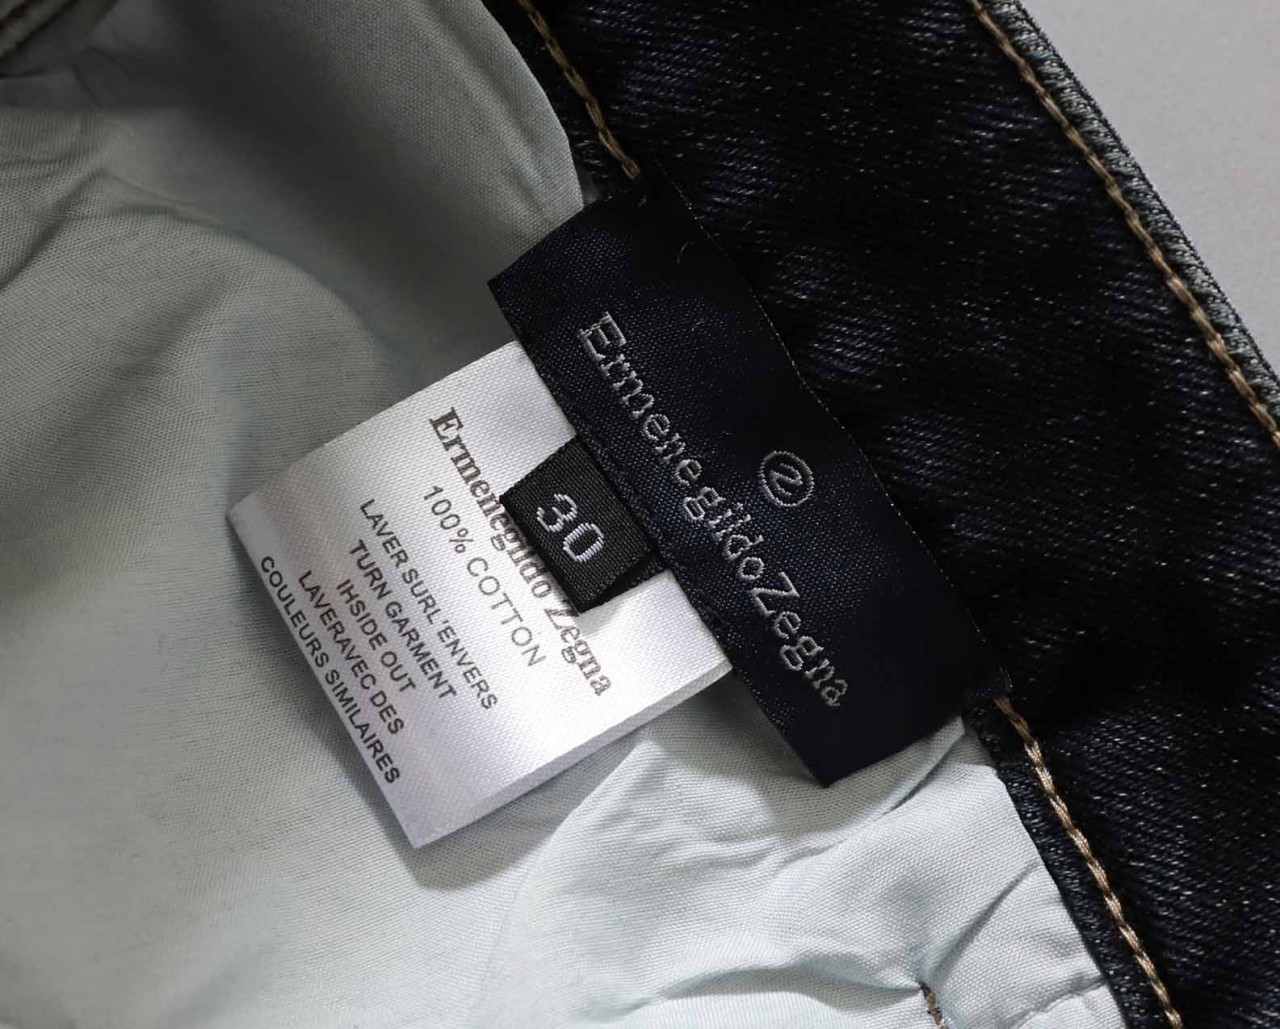 Ermenegildo Zegna
30
Ermenegildo Zegna
100% COTTON
LAVER SURL'ENVERS
TURN GARMENT
IHSIDE OUT
LAVERAVEC DES
COULEURS SIMILAIRES